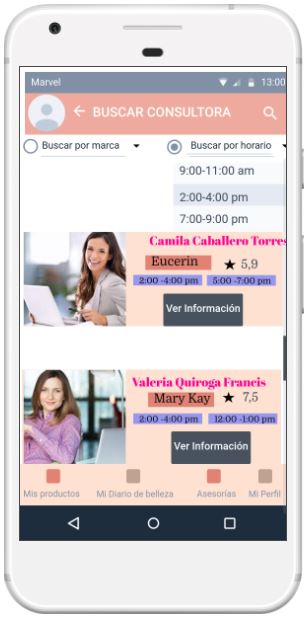 Marvel 13:00
BUSCAR CONSULTORA
Buscar por marca Buscar por horario
9:00-11:00 am
2:00-4:00 pm
7:00-9:00 pm
Camila Caballero Torres
Eucerin ★ 5,9
2:00 -4:00 pm 5:00 -7:00 pm
Ver Información
Valeria Quiroga Francis
Mary Kay ★ 7,5
2:00 -4:00 pm 12:00 -1:00 pm
Ver Información
Mis productos Mi Diario de belleza Asesorías Mi Perfil